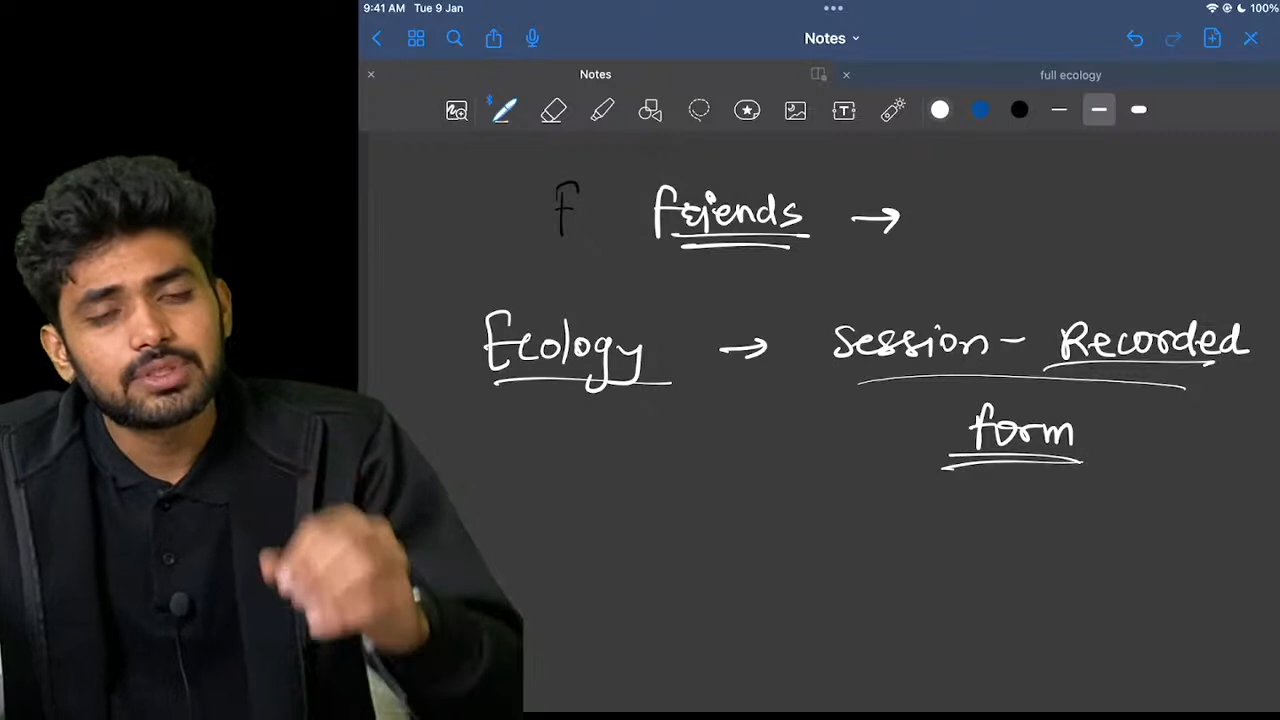 9:41 AM Tue 9 Jan
100%
Notes
Notes
full ecology
F friends →
Ecology → session - Recorded
form